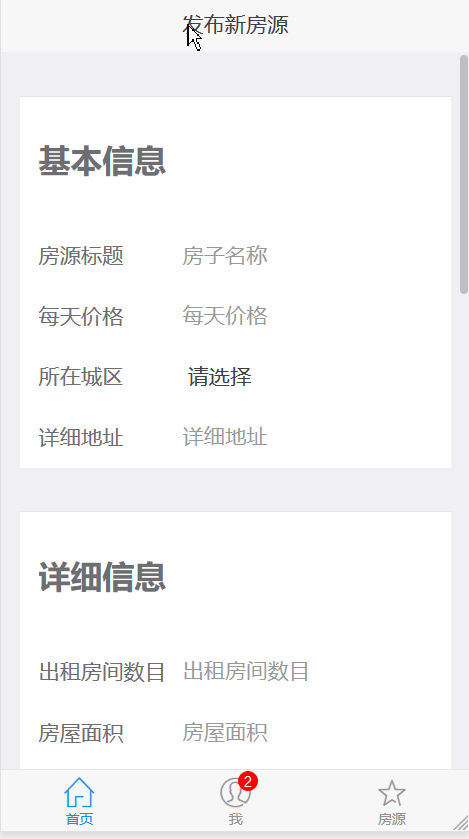 发布新房源
基本信息
房源标题 房子名称
每天价格 每天价格
所在城区 请选择
详细地址 详细地址
详细信息
出租房间数目 出租房间数目
房屋面积 房屋面积
2
首页 我 房源